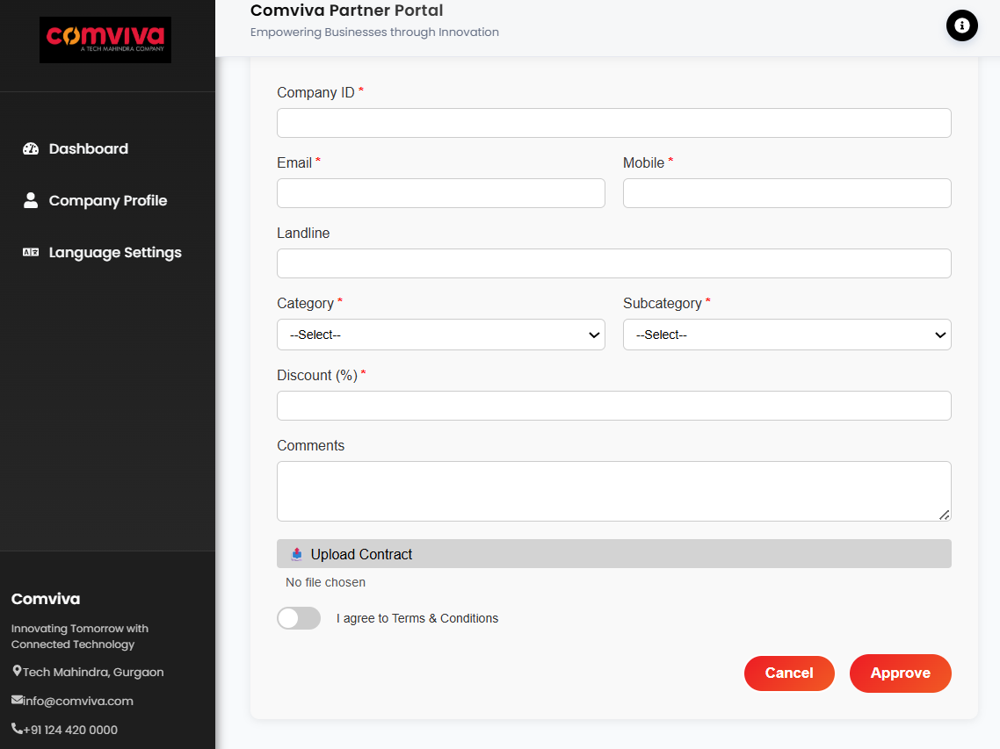 comviva
A TECH MAHINDRA COMPANY
Dashboard
Company Profile
Language Settings
Comviva
Innovating Tomorrow with
Connected Technology
Tech Mahindra, Gurgaon
info@comviva.com
+91 124 420 0000
Comviva Partner Portal
Empowering Businesses through Innovation
Company ID *
Email * Mobile *
Landline
Category * Subcategory *
--Select-- --Select--
Discount (%) *
Comments
Upload Contract
No file chosen
I agree to Terms & Conditions
Cancel Approve